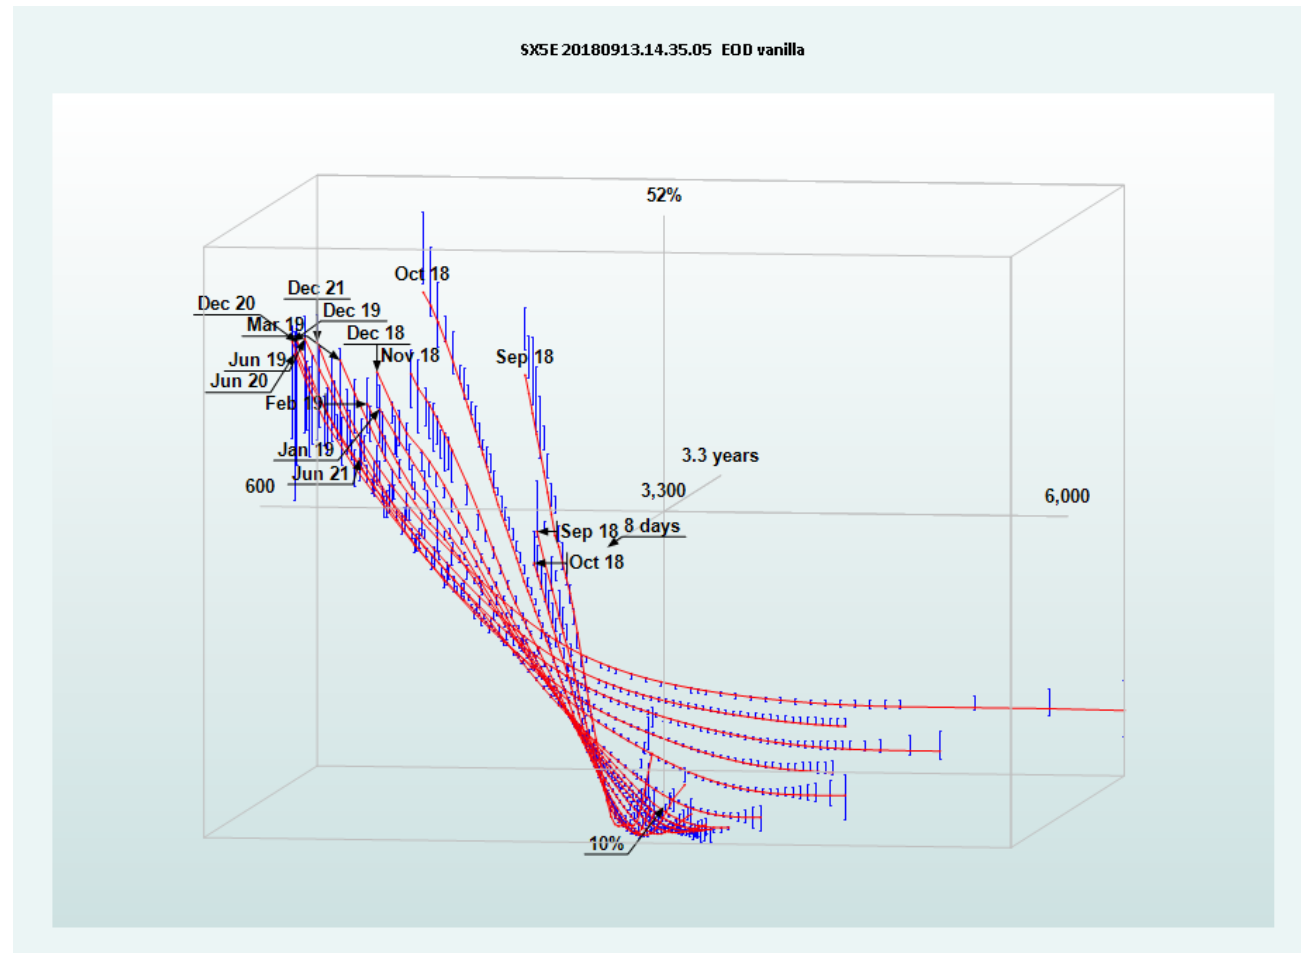 SX5E 20180913.14.35.05 EOD vanilla
52%
Oct 18
Dec 21
Dec 20
Dec 19
Mar 19
Dec 18
Nov 18
Sep 18
Jun 19
Jun 20
Feb 19
Jan 19
Jun 21
3.3 years
600
3,300
6,000
Sep 18
8 days
Oct 18
10%